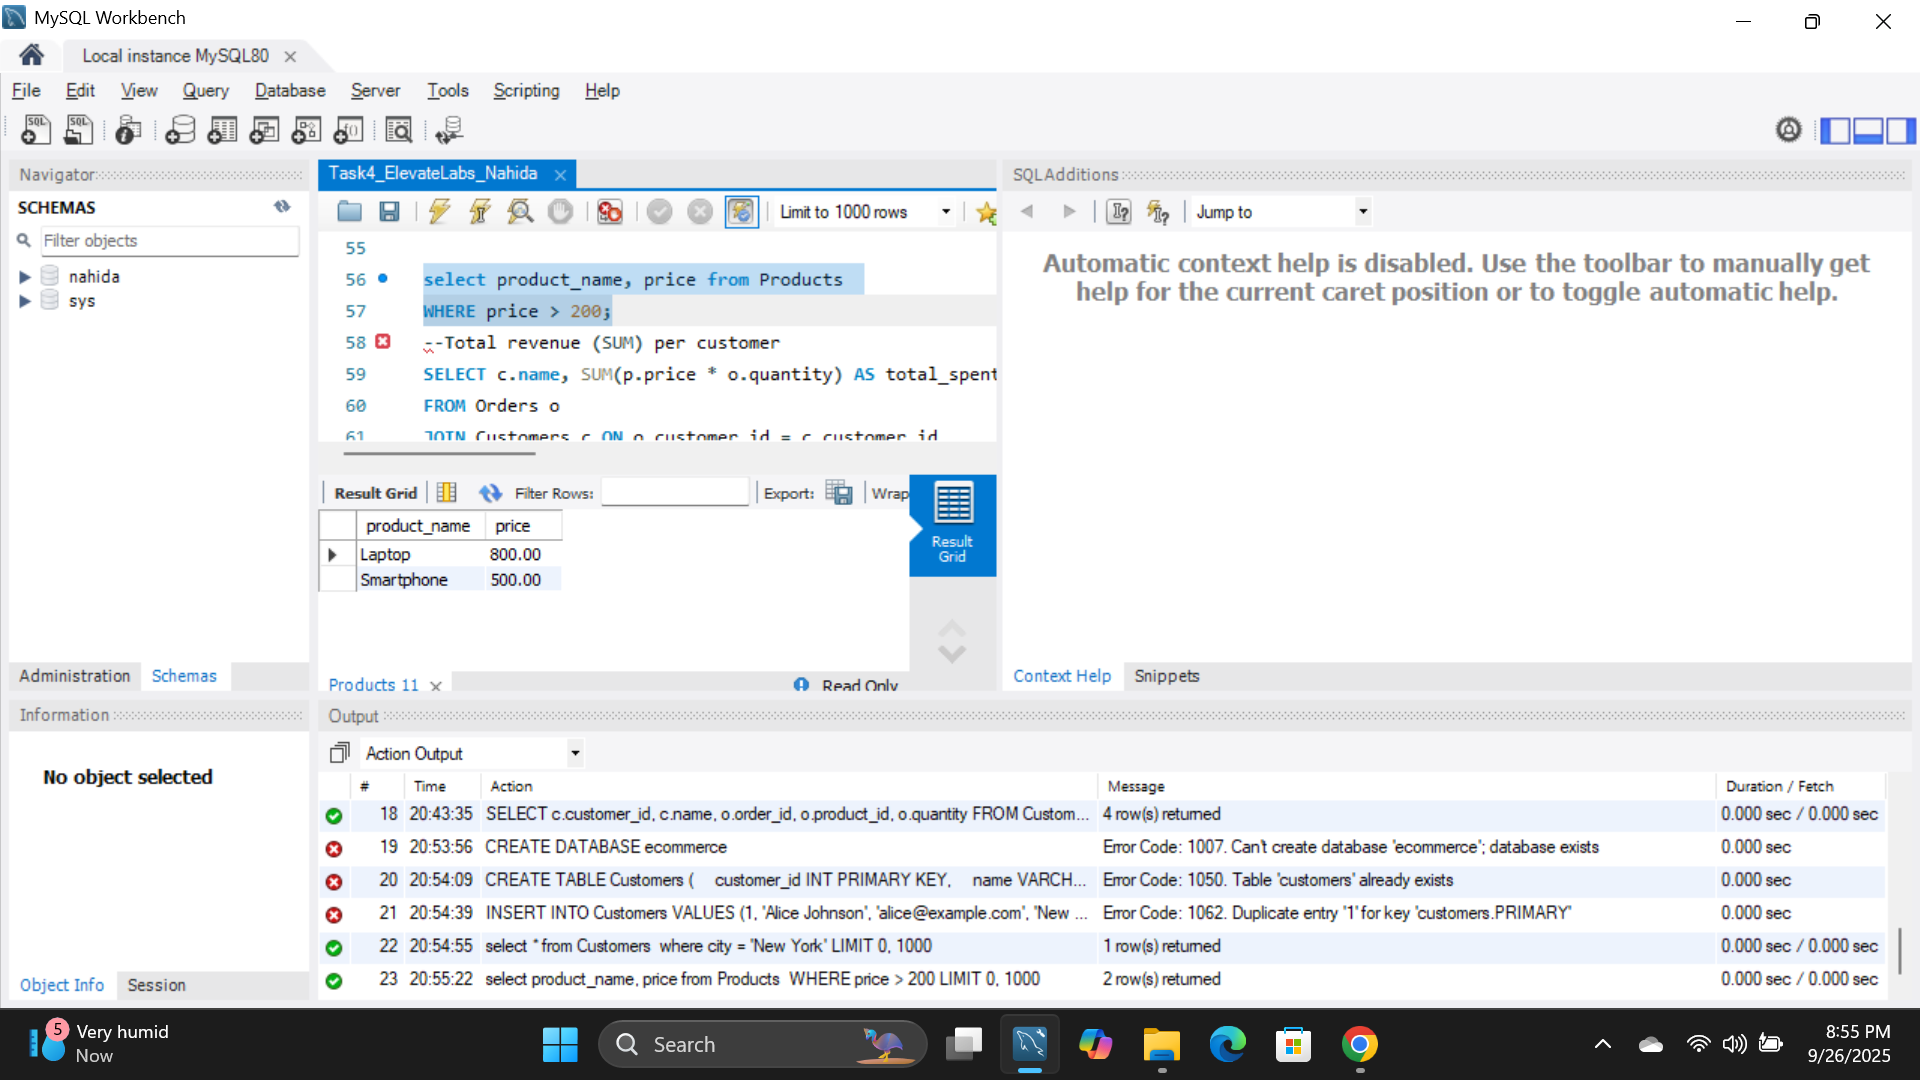 MySQL Workbench
Local instance MySQL80
File Edit View Query Database Server Tools Scripting Help
Navigator
SCHEMAS
Filter objects
nahida
sys
Administration Schemas
Information
No object selected
Object Info Session
Task4_ElevateLabs_Nahida
Limit to 1000 rows
55
56 select product_name, price from Products
57 WHERE price > 200;
58 --Total revenue (SUM) per customer
59 SELECT c.name, SUM(p.price * o.quantity) AS total_spent
60 FROM Orders o
61 JOIN Customers c ON o.customer_id = c.customer_id
Result Grid Filter Rows: Export: Wrap
product_name price
Laptop 800.00
Smartphone 500.00
Result
Grid
Products 11 Read Only
SQLAdditions
Jump to
Automatic context help is disabled. Use the toolbar to manually get
help for the current caret position or to toggle automatic help.
Context Help Snippets
Output
Action Output
# Time Action Message Duration / Fetch
18 20:43:35 SELECT c.customer_id, c.name, o.order_id, o.product_id, o.quantity FROM Custom... 4 row(s) returned 0.000 sec / 0.000 sec
19 20:53:56 CREATE DATABASE ecommerce Error Code: 1007. Can't create database 'ecommerce'; database exists 0.000 sec
20 20:54:09 CREATE TABLE Customers ( customer_id INT PRIMARY KEY, name VARCH... Error Code: 1050. Table 'customers' already exists 0.000 sec
21 20:54:39 INSERT INTO Customers VALUES (1, 'Alice Johnson', 'alice@example.com', 'New ... Error Code: 1062. Duplicate entry '1' for key 'customers.PRIMARY' 0.000 sec
22 20:54:55 select * from Customers where city = 'New York' LIMIT 0, 1000 1 row(s) returned 0.000 sec / 0.000 sec
23 20:55:22 select product_name, price from Products WHERE price > 200 LIMIT 0, 1000 2 row(s) returned 0.000 sec / 0.000 sec
5
Very humid
Now
Search
8:55 PM
9/26/2025